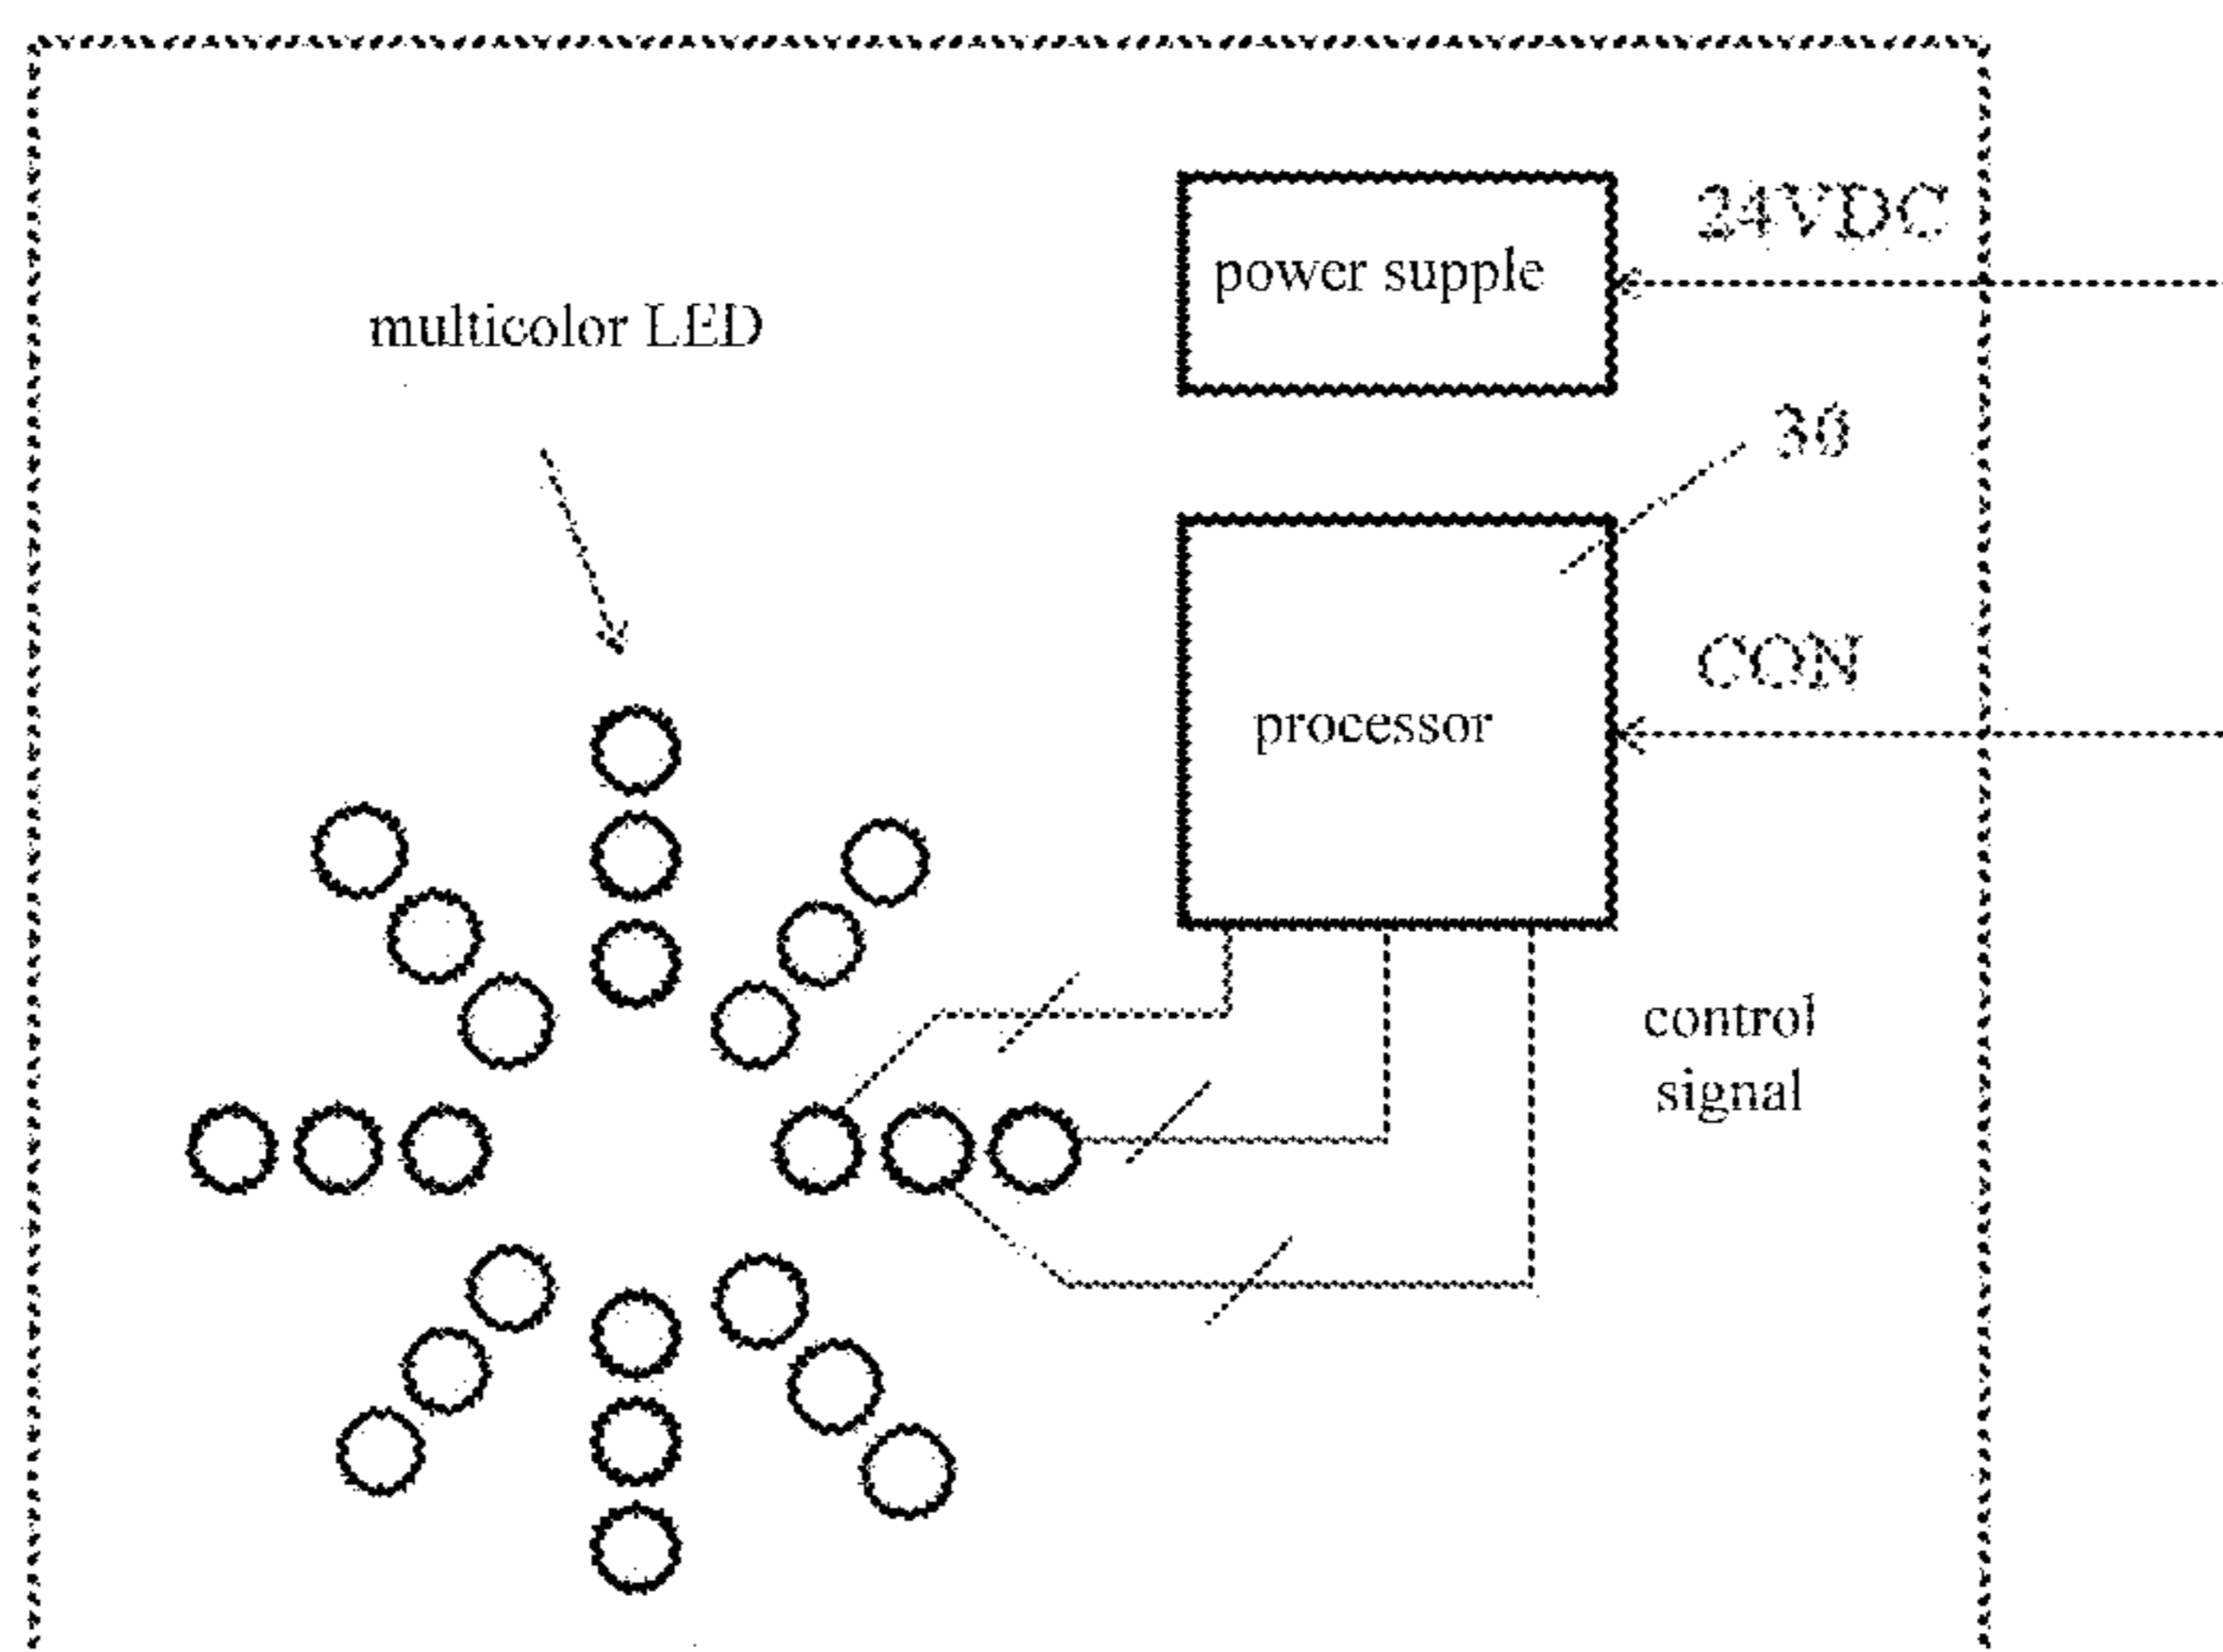 24VDC
power supple
multicolor LED
30
CON
processor
control
signal